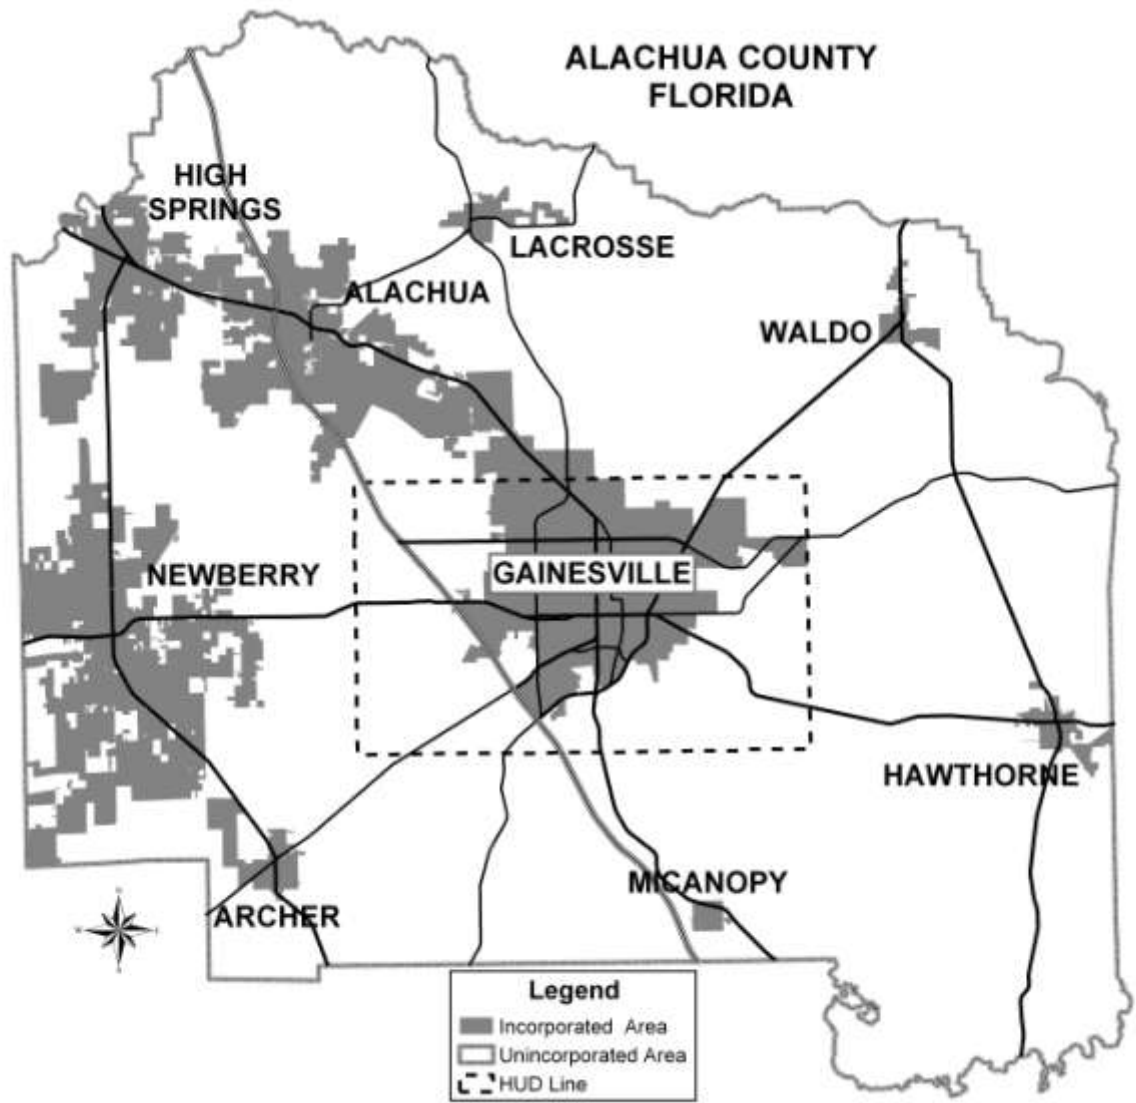 ALACHUA COUNTY
FLORIDA
HIGH
SPRINGS
LACROSSE
ALACHUA
WALDO
NEWBERRY
GAINESVILLE
HAWTHORNE
MICANOPY
ARCHER
Legend
Incorporated Area
Unincorporated Area
HUD Line